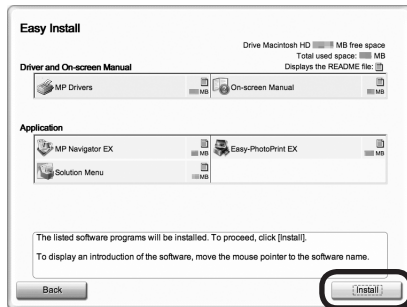 Easy Install
Drive Macintosh HD MB free space
Total used space: MB
Driver and On-screen Manual Displays the README file:
MP Drivers MB On-screen Manual MB
Application
MP Navigator EX MB Easy-PhotoPrint EX MB
Solution Menu MB
The listed software programs will be installed. To proceed, click [Install].
To display an introduction of the software, move the mouse pointer to the software name.
Back Install